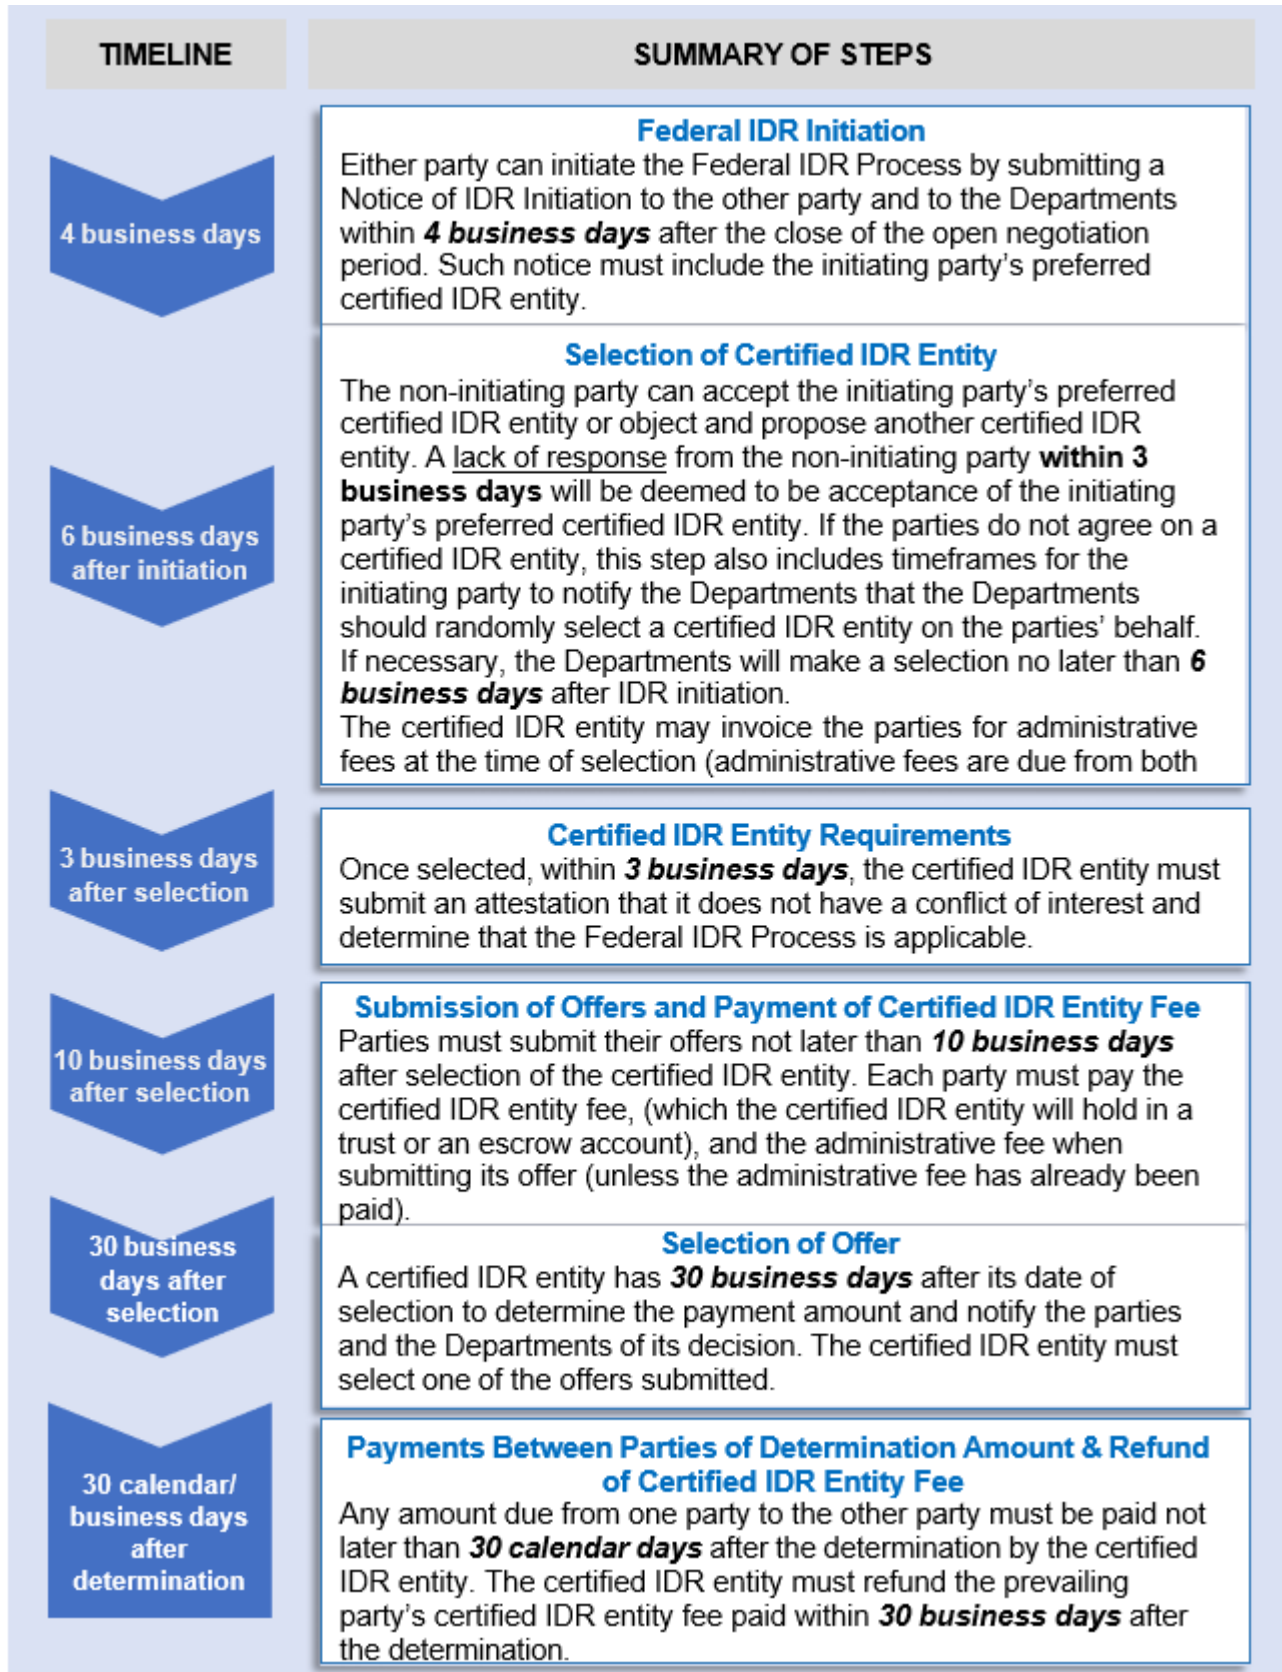 TIMELINE
SUMMARY OF STEPS
4 business days
Federal IDR Initiation
Either party can initiate the Federal IDR Process by submitting a
Notice of IDR Initiation to the other party and to the Departments
within 4 business days after the close of the open negotiation
period. Such notice must include the initiating party's preferred
certified IDR entity.
6 business days
after initiation
Selection of Certified IDR Entity
The non-initiating party can accept the initiating party's preferred
certified IDR entity or object and propose another certified IDR
entity. A lack of response from the non-initiating party within 3
business days will be deemed to be acceptance of the initiating
party's preferred certified IDR entity. If the parties do not agree on a
certified IDR entity, this step also includes timeframes for the
initiating party to notify the Departments that the Departments
should randomly select a certified IDR entity on the parties' behalf.
If necessary, the Departments will make a selection no later than 6
business days after IDR initiation.
The certified IDR entity may invoice the parties for administrative
fees at the time of selection (administrative fees are due from both
3 business days
after selection
Certified IDR Entity Requirements
Once selected, within 3 business days, the certified IDR entity must
submit an attestation that it does not have a conflict of interest and
determine that the Federal IDR Process is applicable.
10 business days
after selection
Submission of Offers and Payment of Certified IDR Entity Fee
Parties must submit their offers not later than 10 business days
after selection of the certified IDR entity. Each party must pay the
certified IDR entity fee, (which the certified IDR entity will hold in a
trust or an escrow account), and the administrative fee when
submitting its offer (unless the administrative fee has already been
paid).
30 business
days after
selection
Selection of Offer
A certified IDR entity has 30 business days after its date of
selection to determine the payment amount and notify the parties
and the Departments of its decision. The certified IDR entity must
select one of the offers submitted.
30 calendar/
business days
after
determination
Payments Between Parties of Determination Amount & Refund
of Certified IDR Entity Fee
Any amount due from one party to the other party must be paid not
later than 30 calendar days after the determination by the certified
IDR entity. The certified IDR entity must refund the prevailing
party's certified IDR entity fee paid within 30 business days after
the determination.